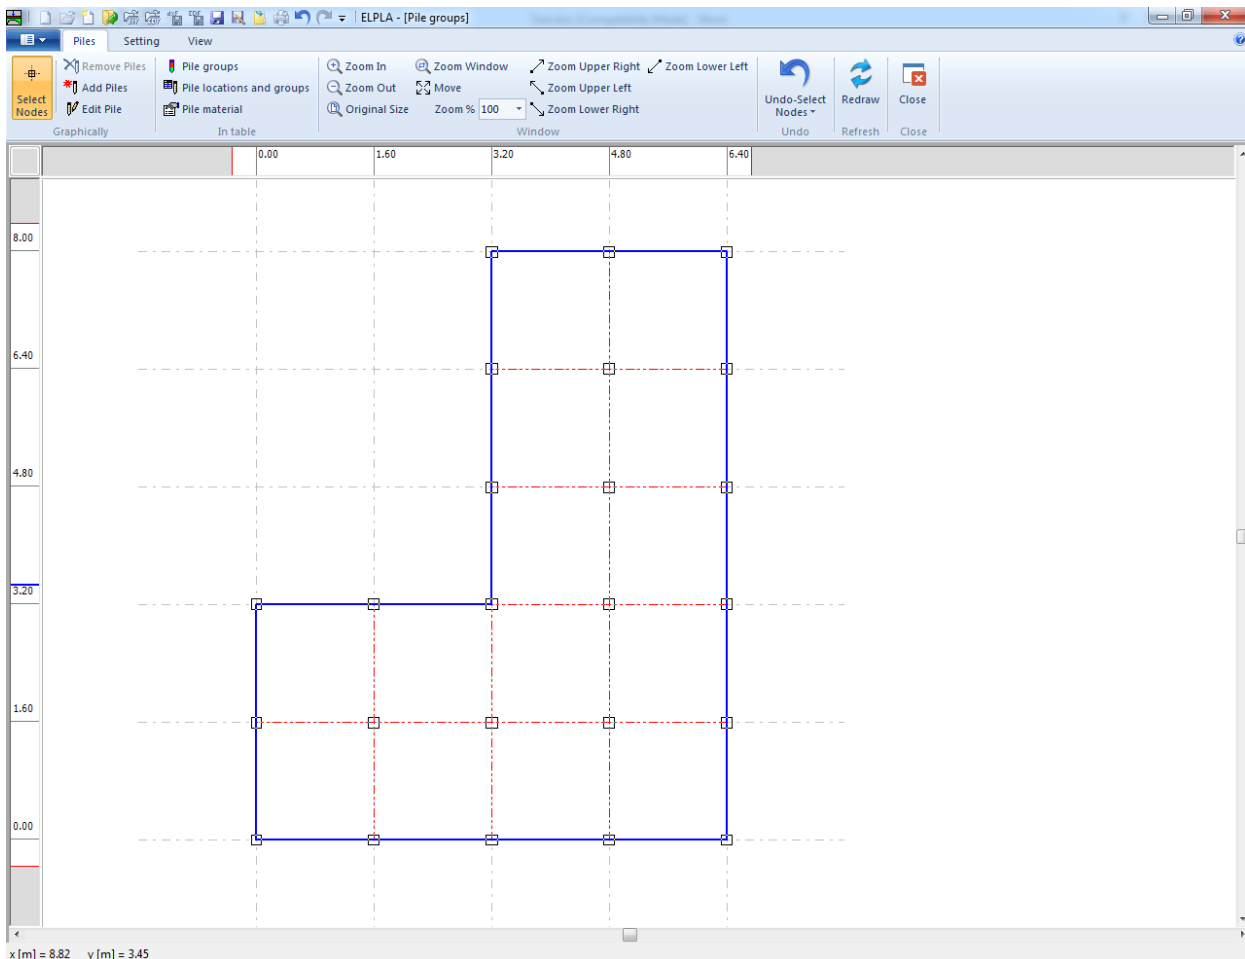 ELPLA - [Pile groups]
Piles Setting View
Remove Piles Pile groups Zoom In Zoom Window Zoom Upper Right Zoom Lower Left
Add Piles Pile locations and groups Zoom Out Move Zoom Upper Left
Select Nodes Edit Pile Pile material Original Size Zoom % 100 Zoom Lower Right Undo-Select Nodes Redraw Close
Graphically In table Window Undo Refresh Close
0.00 1.60 3.20 4.80 6.40
8.00
6.40
4.80
3.20
1.60
0.00
x [m] = 8.82 y [m] = 3.45